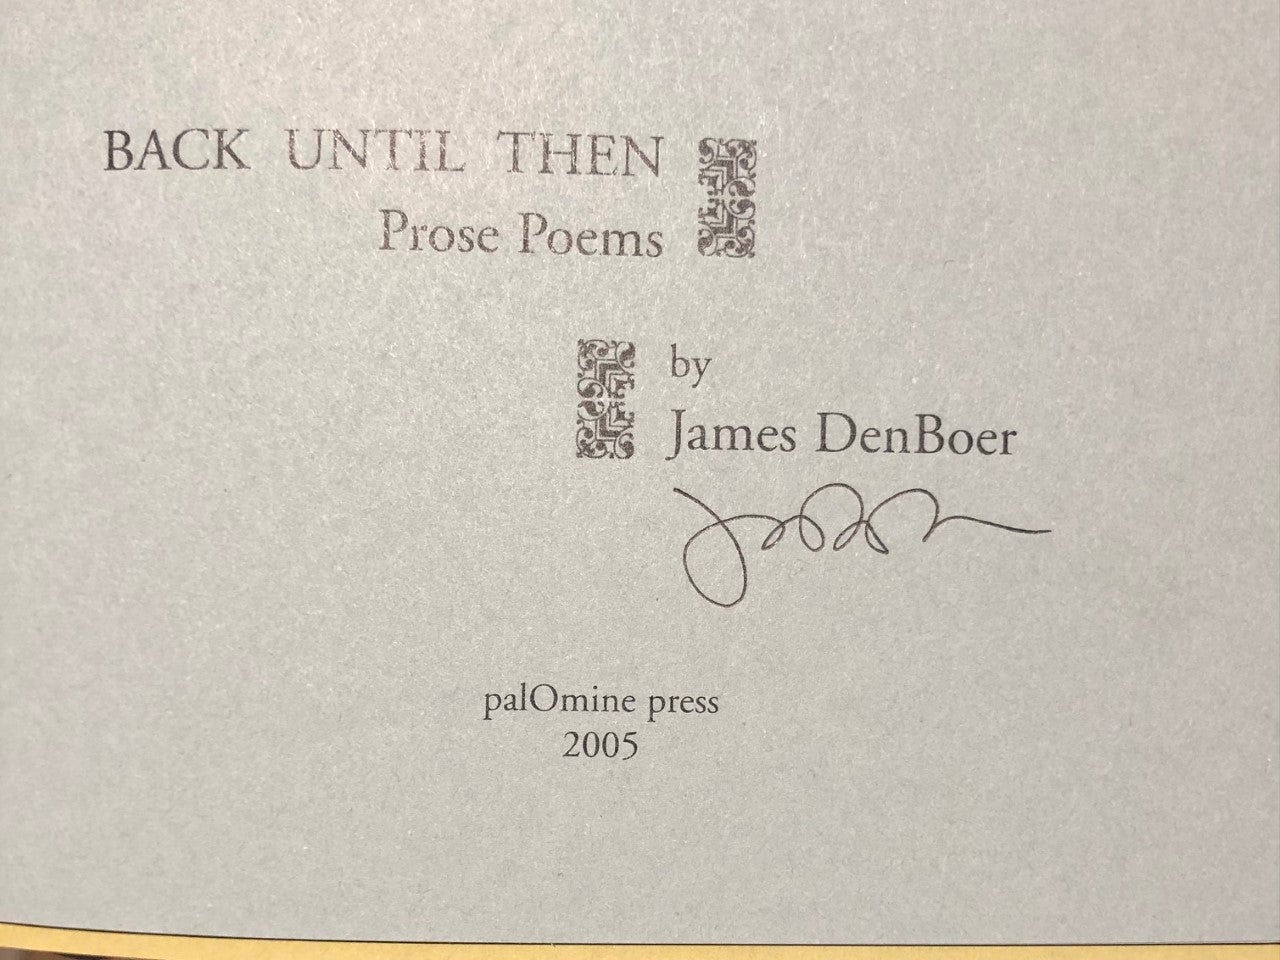 BACK UNTIL THEN
Prose Poems
by
James DenBoer
palOmine press
2005